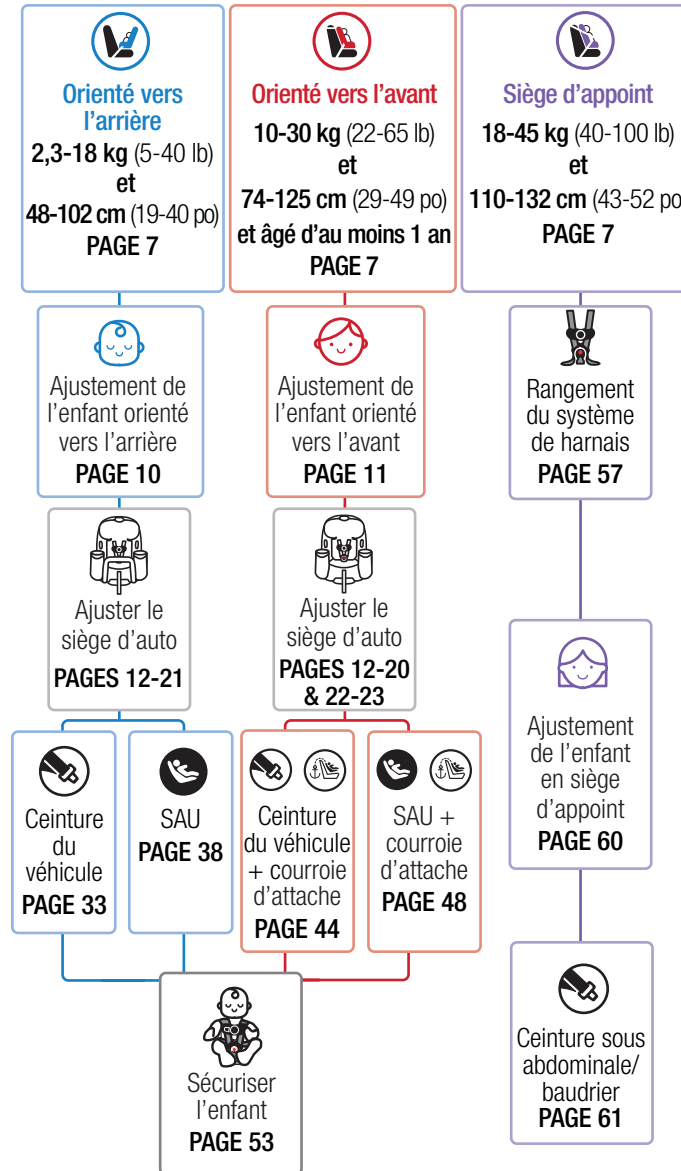 Orienté vers
l'arrière
2,3-18 kg (5-40 lb)
et
48-102 cm (19-40 po)
PAGE 7
Orienté vers l'avant
10-30 kg (22-65 lb)
et
74-125 cm (29-49 po)
et âgé d'au moins 1 an
PAGE 7
Siège d'appoint
18-45 kg (40-100 lb)
et
110-132 cm (43-52 po
PAGE 7
Ajustement de
l'enfant orienté
vers l'arrière
PAGE 10
Ajustement de
l'enfant orienté
vers l'avant
PAGE 11
Rangement
du système
de harnais
PAGE 57
Ajuster le
siège d'auto
PAGES 12-21
Ajuster le
siège d'auto
PAGES 12-20
& 22-23
Ajustement
de l'enfant
en siège
d'appoint
PAGE 60
Ceinture
du
véhicule
PAGE 33
SAU
PAGE 38
Ceinture
du véhicule
+ courroie
d'attache
PAGE 44
SAU +
courroie
d'attache
PAGE 48
Sécuriser
l'enfant
PAGE 53
Ceinture sous
abdominale/
baudrier
PAGE 61